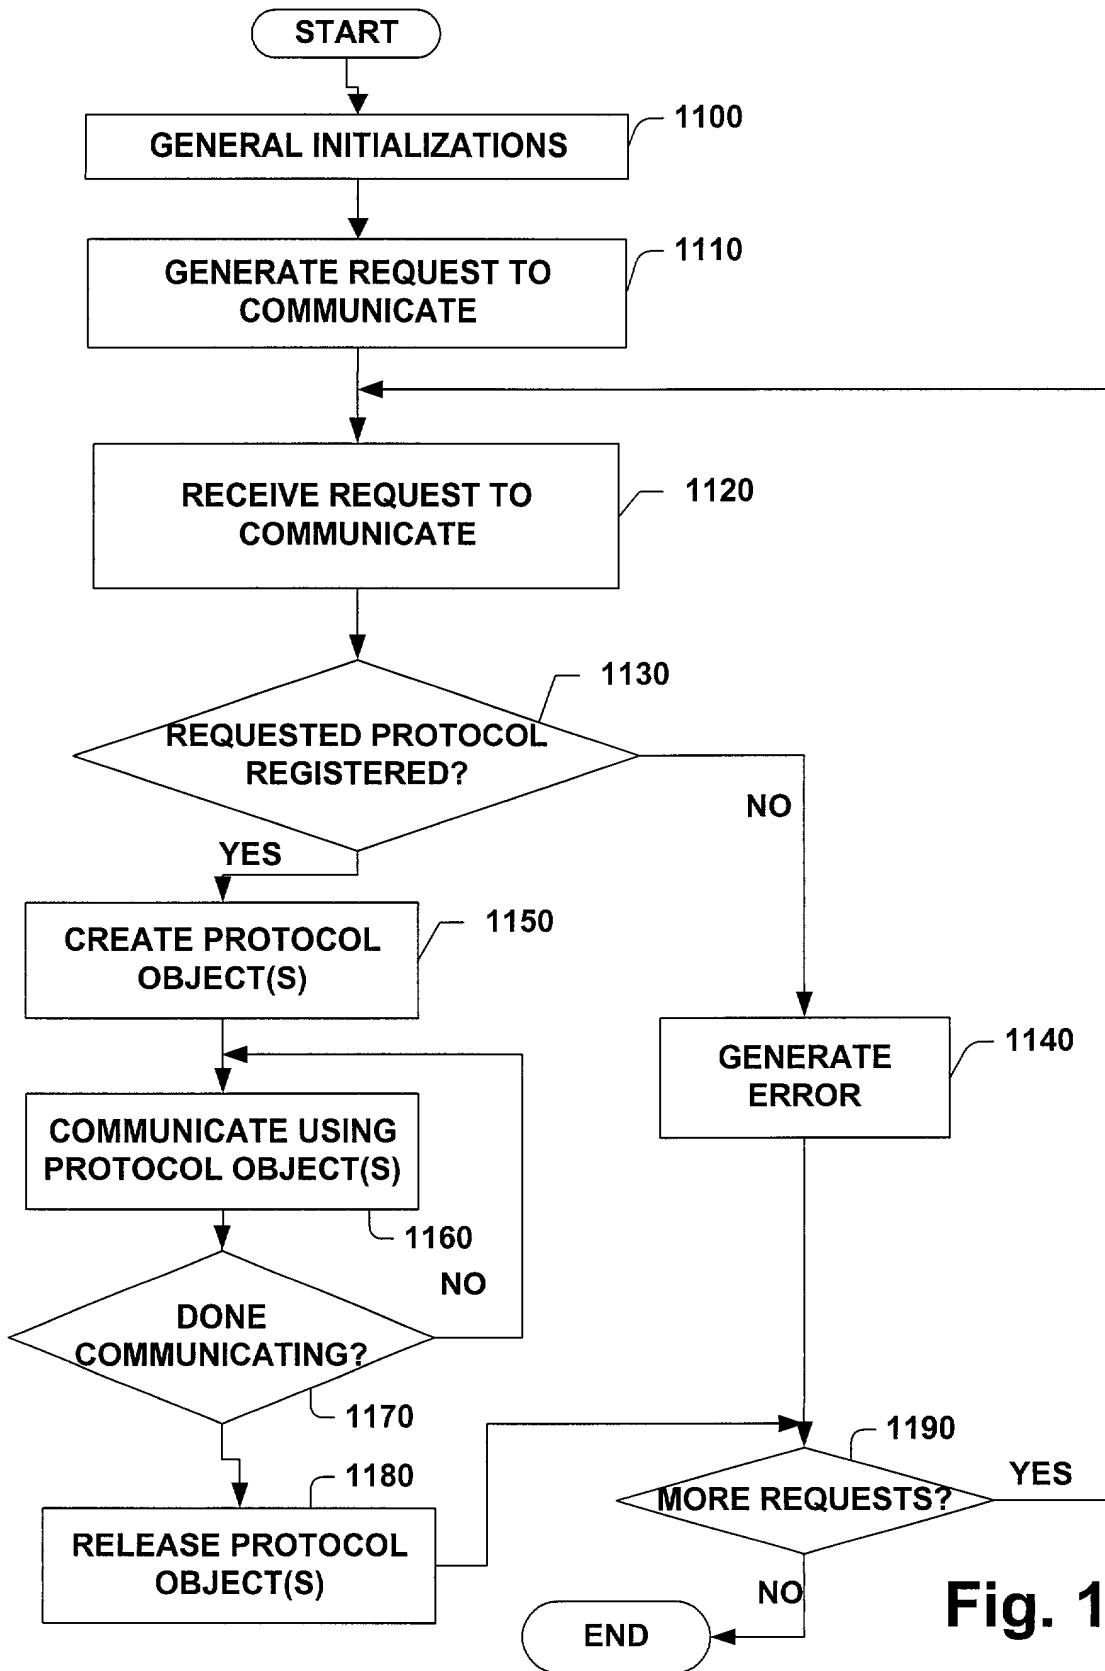 START
GENERAL INITIALIZATIONS
1100
GENERATE REQUEST TO
COMMUNICATE
1110
RECEIVE REQUEST TO
COMMUNICATE
1120
REQUESTED PROTOCOL
REGISTERED?
1130
NO
YES
CREATE PROTOCOL
OBJECT(S)
1150
GENERATE
ERROR
1140
COMMUNICATE USING
PROTOCOL OBJECT(S)
1160
NO
DONE
COMMUNICATING?
1170
1180
RELEASE PROTOCOL
OBJECT(S)
1190
MORE REQUESTS?
YES
NO
END
Fig. 1